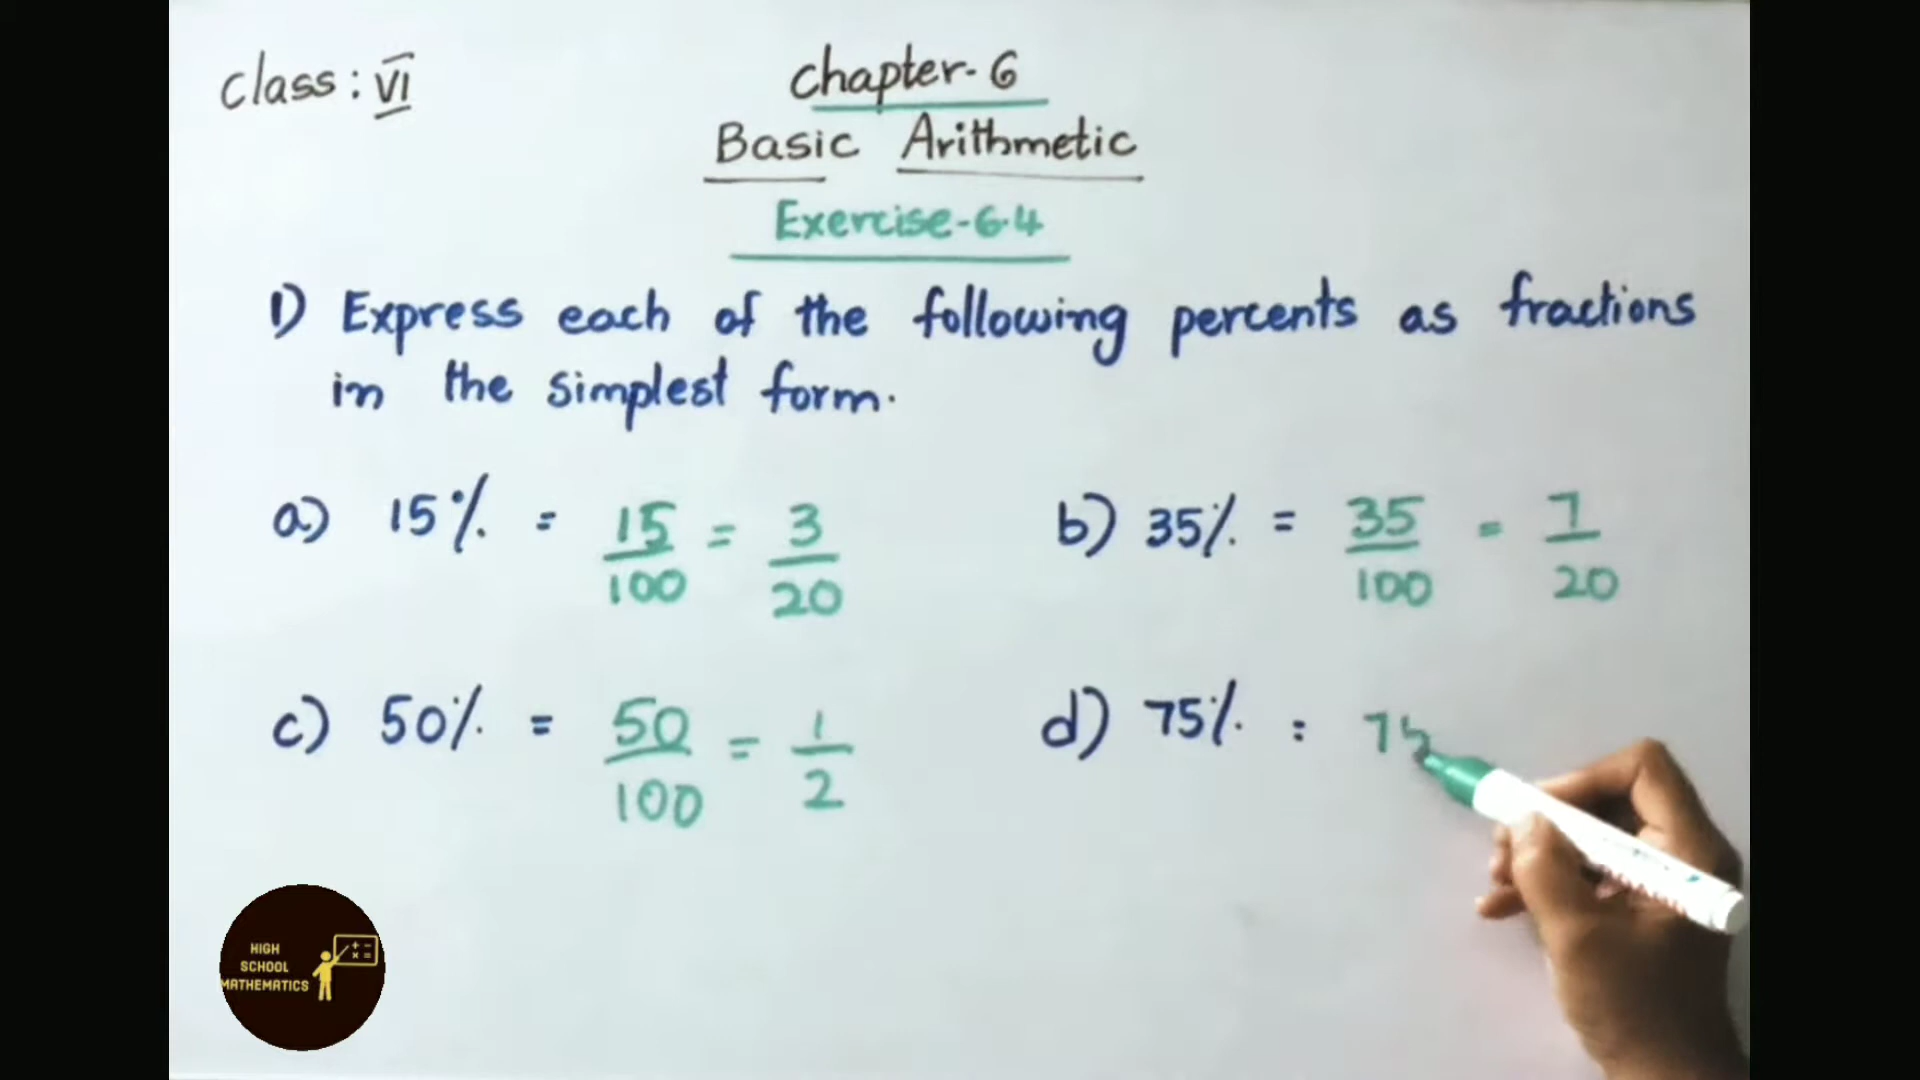 Class: VI
Chapter-6
Basic Arithmetic
Exercise-6.4
1) Express each of the following percents as fractions
in the simplest form.
a) 15% = 15/100 = 3/20
b) 35% = 35/100 = 7/20
c) 50% = 50/100 = 1/2
d) 75% = 75
HIGH
SCHOOL
MATHEMATICS